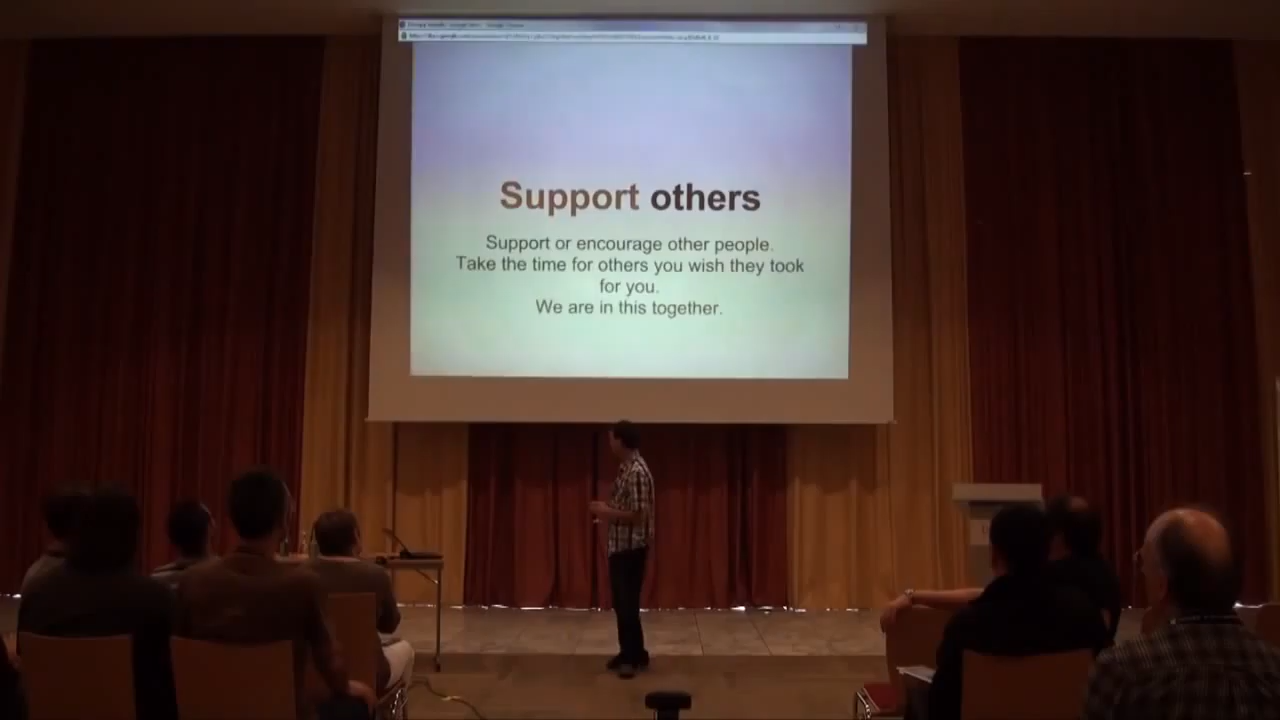 Support others
Support or encourage other people.
Take the time for others you wish they took
for you.
We are in this together.